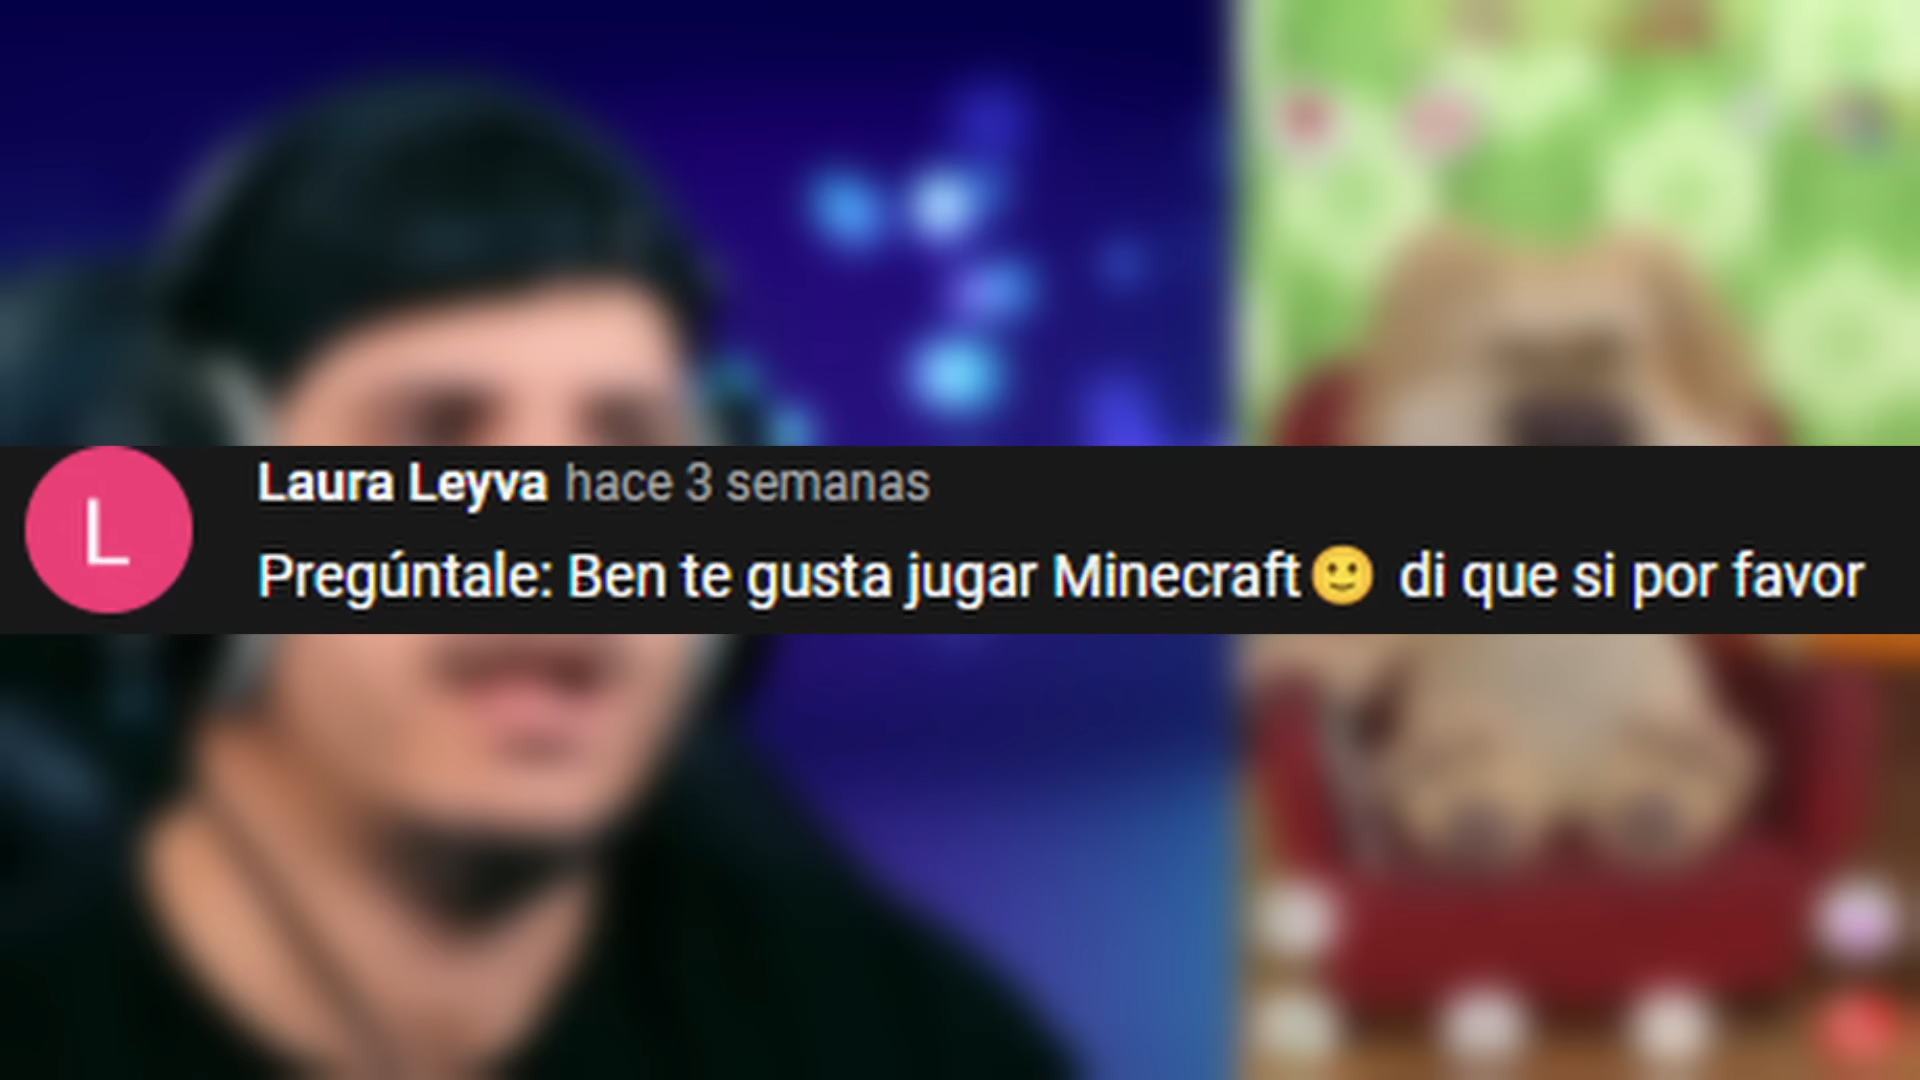 L
Laura Leyva hace 3 semanas
Pregúntale: Ben te gusta jugar Minecraft🙂 di que si por favor